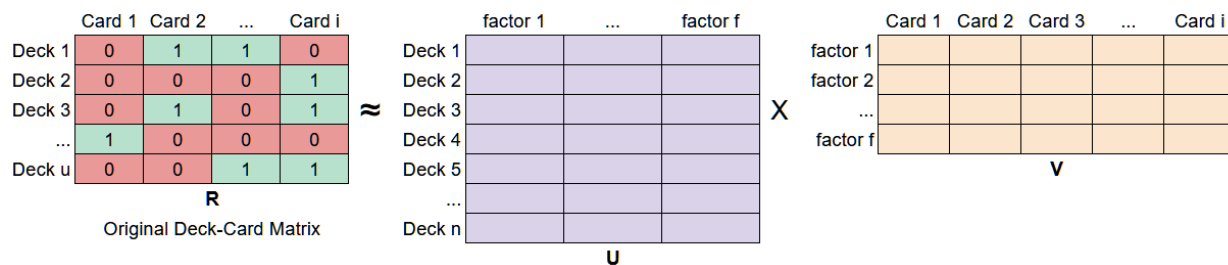 Card 1 Card 2 ... Card i
Deck 1 0 1 1 0
Deck 2 0 0 0 1
Deck 3 0 1 0 1
... 1 0 0 0
Deck u 0 0 1 1
R
Original Deck-Card Matrix
≈
factor 1 ... factor f
Deck 1
Deck 2
Deck 3
Deck 4
Deck 5
...
Deck n
U
X
Card 1 Card 2 Card 3 ... Card i
factor 1
factor 2
...
factor f
V